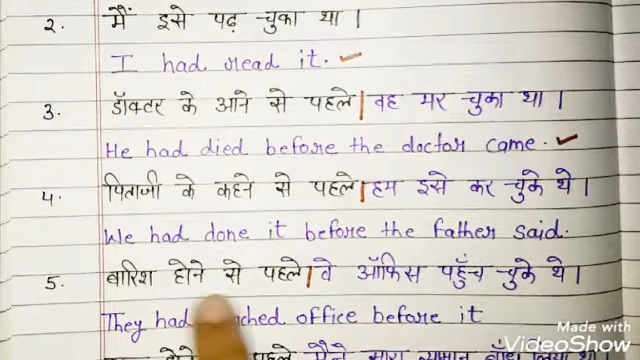 २. मैं इसे पढ़ चुका था।
I had read it.
3. डॉक्टर के आने से पहले | वह मर चुका था।
He had died before the doctor came.
4. पिताजी के कहने से पहले | हम इसे कर चुके थे।
We had done it before the father said.
5. बारिश होने से पहले | वे ऑफिस पहुँच चुके थे।
They had office before it
पहले मैंने सारा
Made with
VideoShow